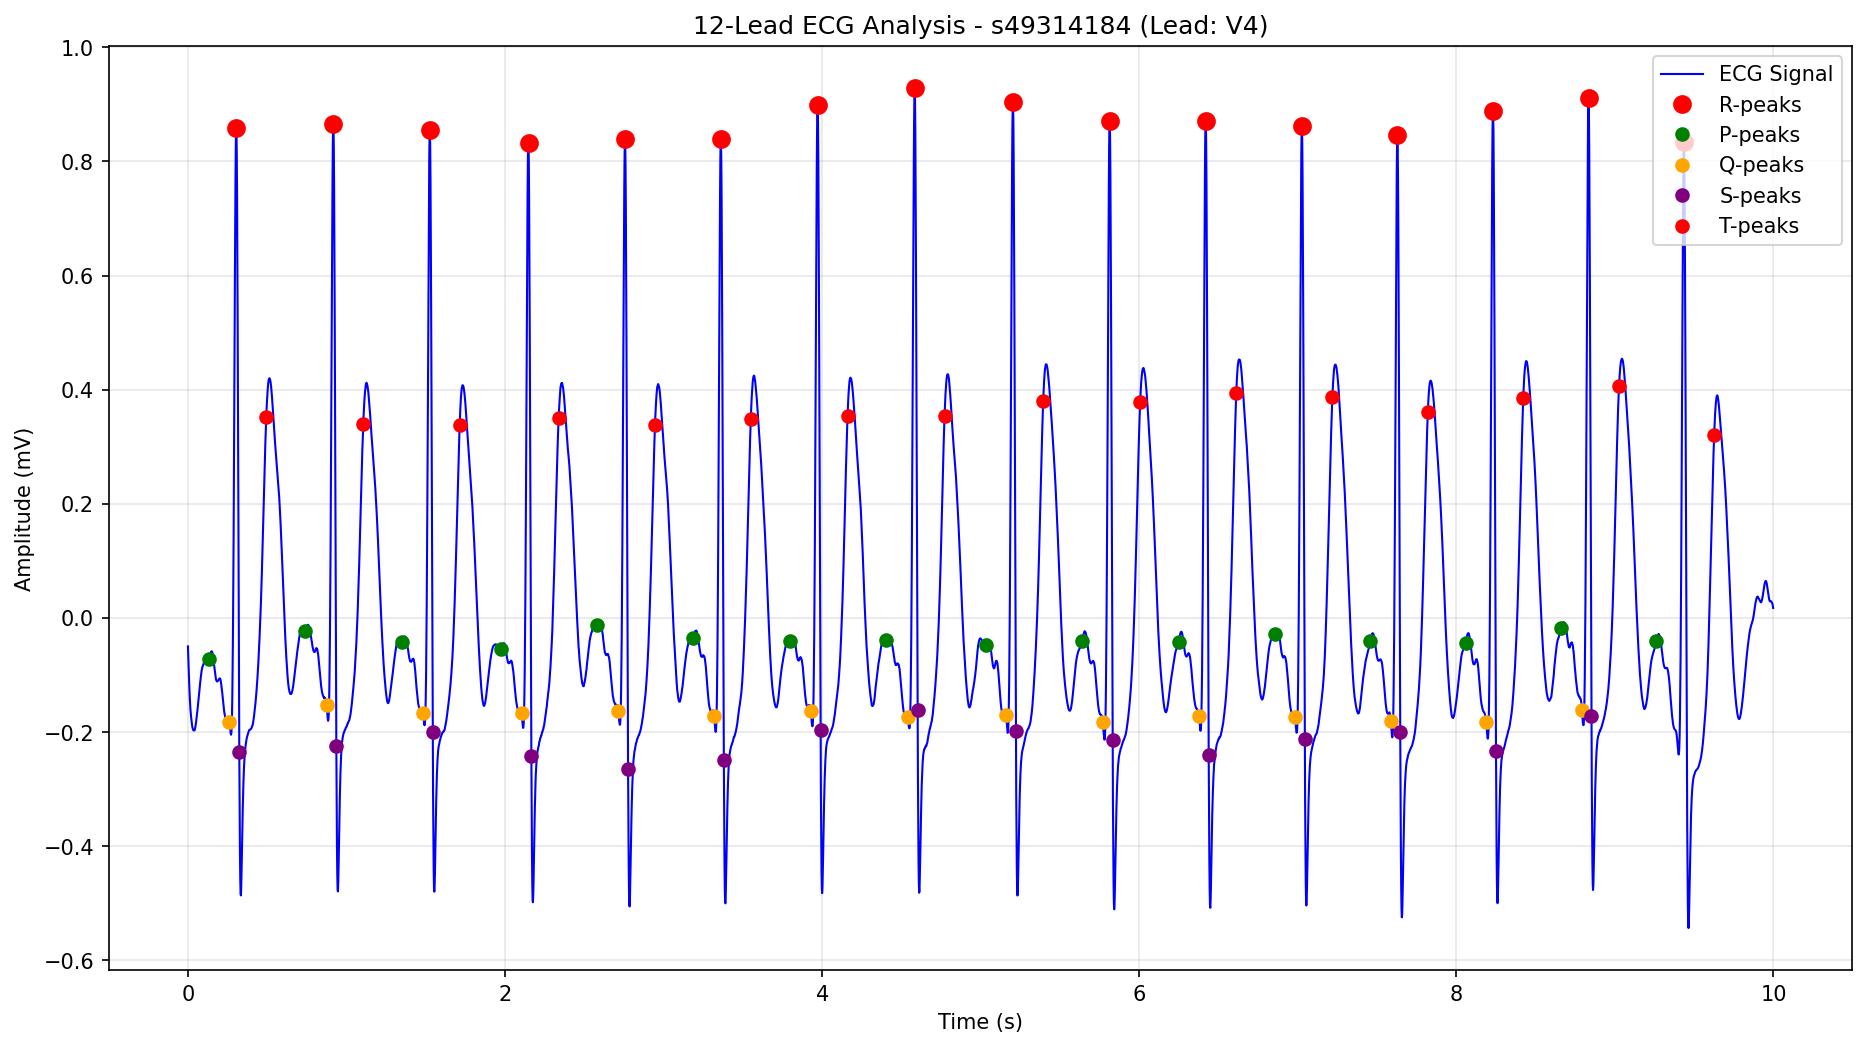 12-Lead ECG Analysis - s49314184 (Lead: V4)
1.0
0.8
0.6
0.4
0.2
0.0
−0.2
−0.4
−0.6
Amplitude (mV)
ECG Signal
R-peaks
P-peaks
Q-peaks
S-peaks
T-peaks
0 2 4 6 8 10
Time (s)